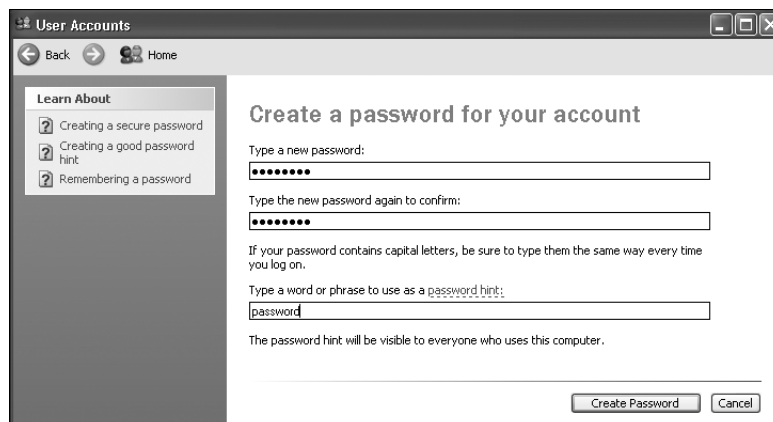 User Accounts
Back Home
Learn About
Creating a secure password
Creating a good password
hint
Remembering a password
Create a password for your account
Type a new password:
••••••••
Type the new password again to confirm:
••••••••
If your password contains capital letters, be sure to type them the same way every time
you log on.
Type a word or phrase to use as a password hint:
password
The password hint will be visible to everyone who uses this computer.
Create Password Cancel